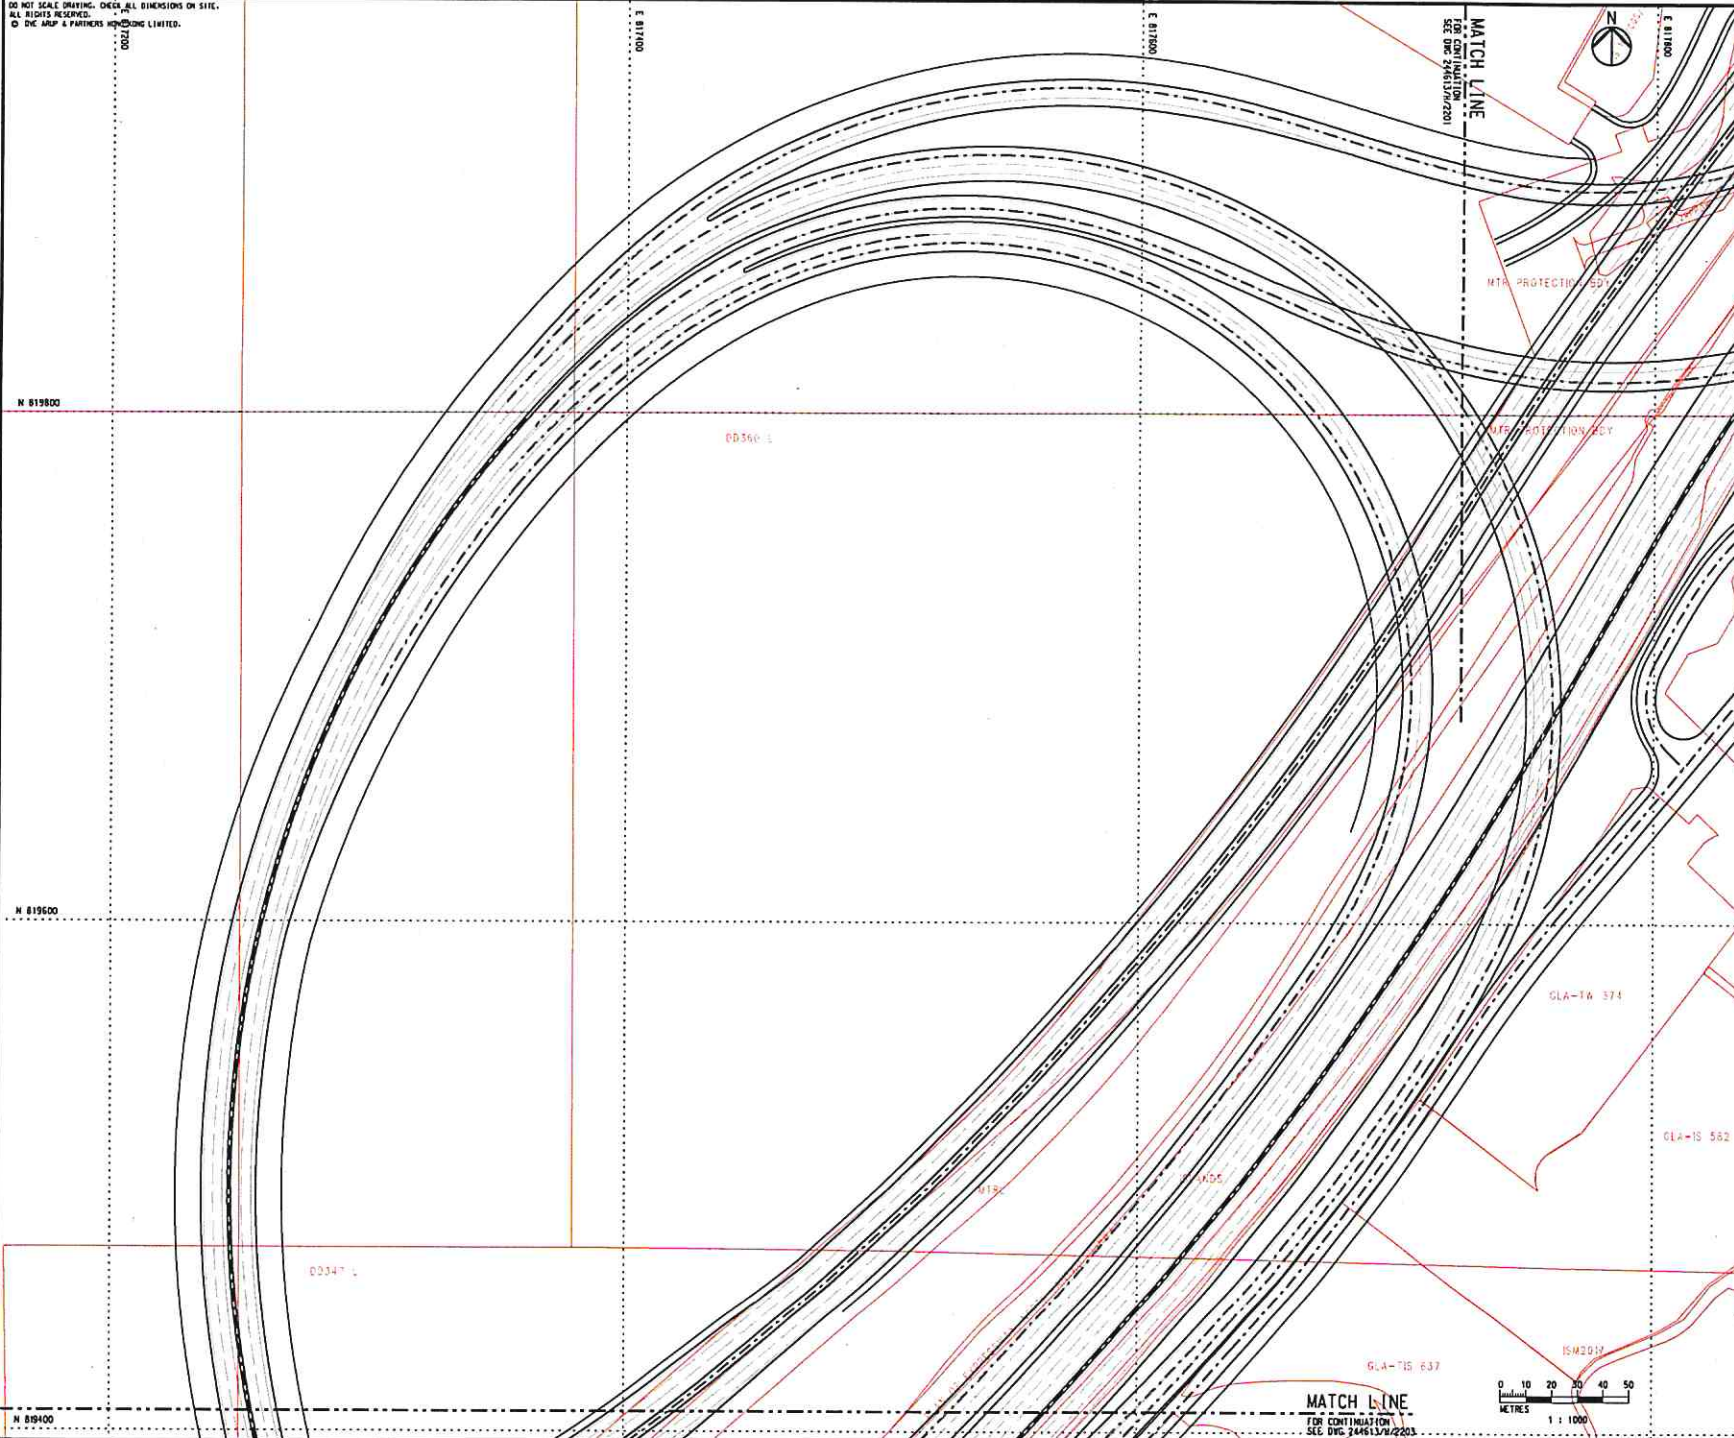 DO NOT SCALE DRAWING. CHECK ALL DIMENSIONS ON SITE.
ALL RIGHTS RESERVED.
© OVE ARUP & PARTNERS HONG KONG LIMITED.
E 817200
E 817400
E 817600
E 817800
MATCH LINE
FOR CONTINUATION
SEE DWG 244613/H/2201
N
MTR PROTECTION BDY
N 819800
MTR PROTECTION BDY
DD360 L
N 819600
GLA-TW 374
GLA-IS 562
MTRC
ISLANDS
DD347 L
GLA-TIS 637
0 10 20 30 40 50
METRES
1 : 1000
MATCH LINE
FOR CONTINUATION
SEE DWG 244613/H/2203
N 819400